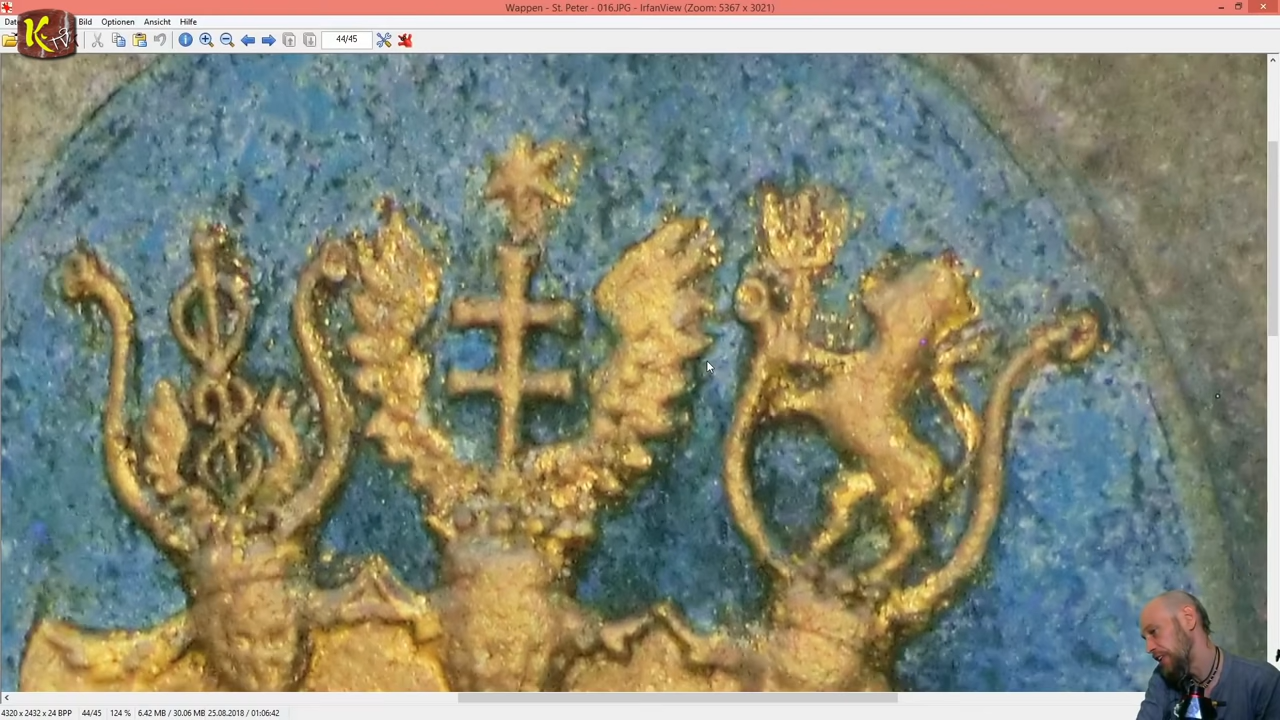 Wappen - St. Peter - 016.JPG - IrfanView (Zoom: 5367 x 3021)
Bild Optionen Ansicht Hilfe
44/45
4320 x 2432 x 24 BPP 44/45 124 % 6.42 MB / 30.06 MB 25.08.2018 / 01:06:42